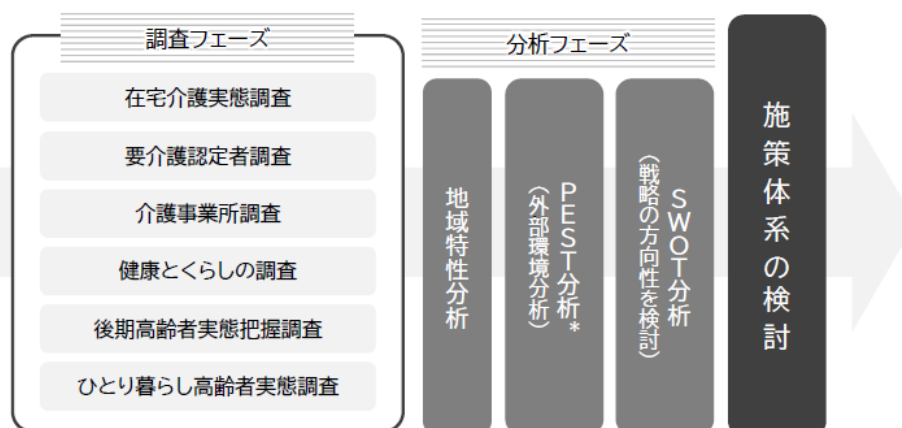 調査フェーズ
在宅介護実態調査
要介護認定者調査
介護事業所調査
健康とくらしの調査
後期高齢者実態把握調査
ひとり暮らし高齢者実態調査
分析フェーズ
地域特性分析
PEST分析*
(外部環境分析)
SWOT分析
(戦略の方向性を検討)
施策体系の検討